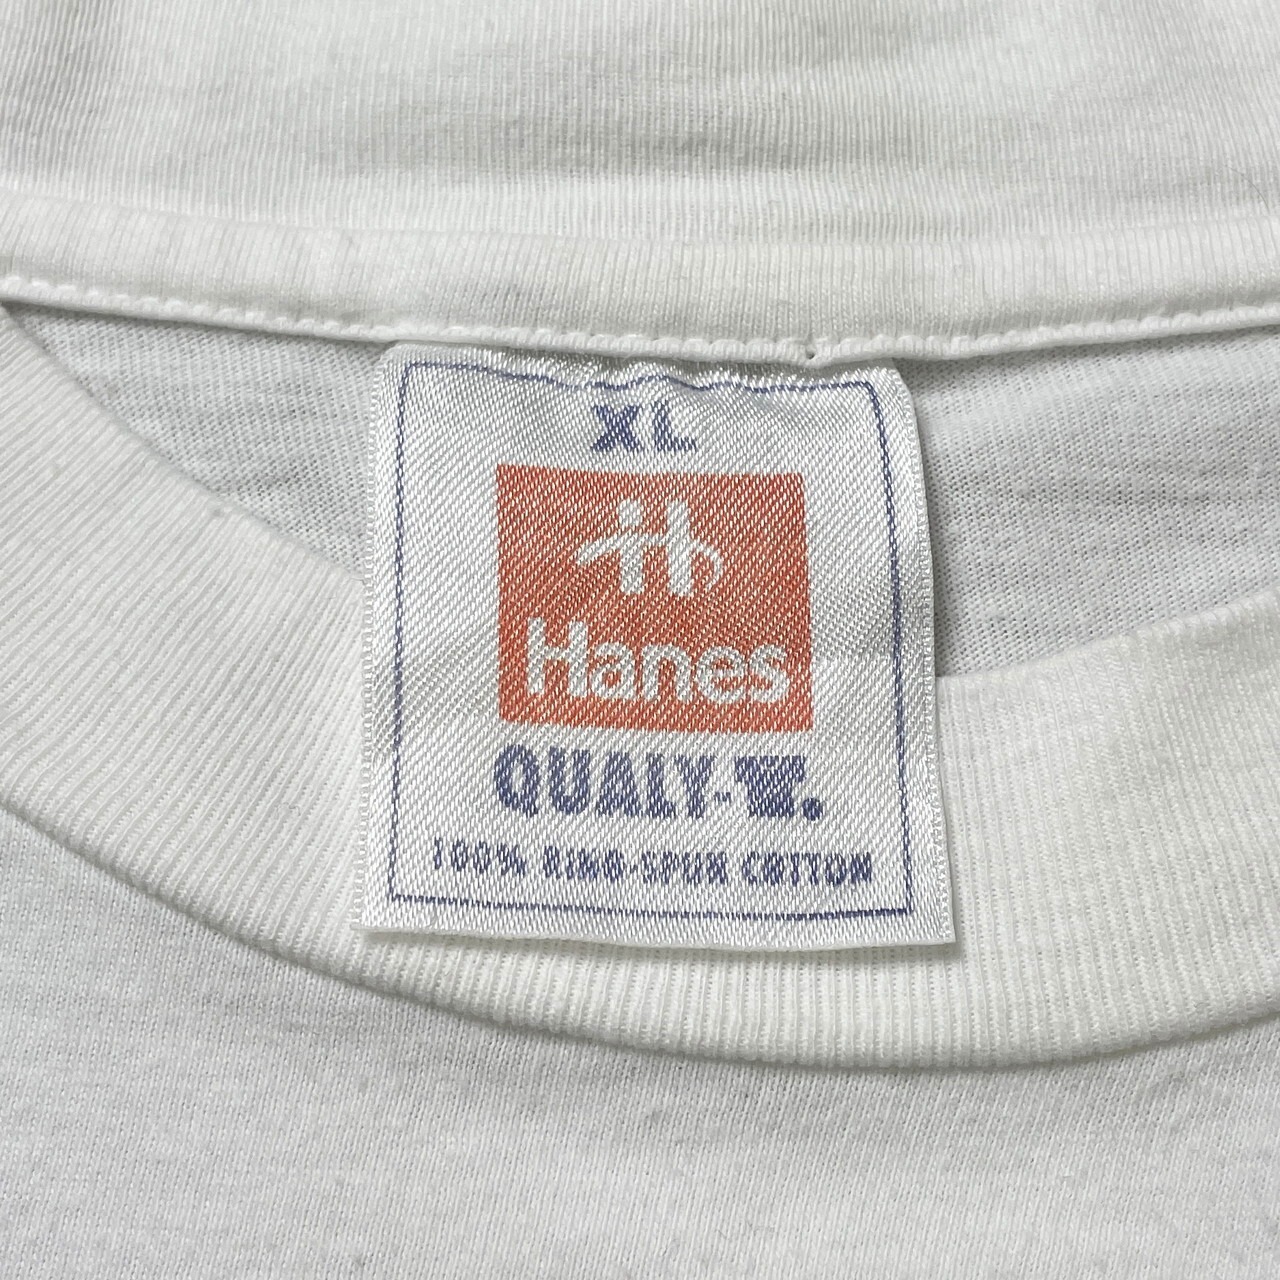 XL
Hanes
QUALY-T.
100% RING-SPUN COTTON